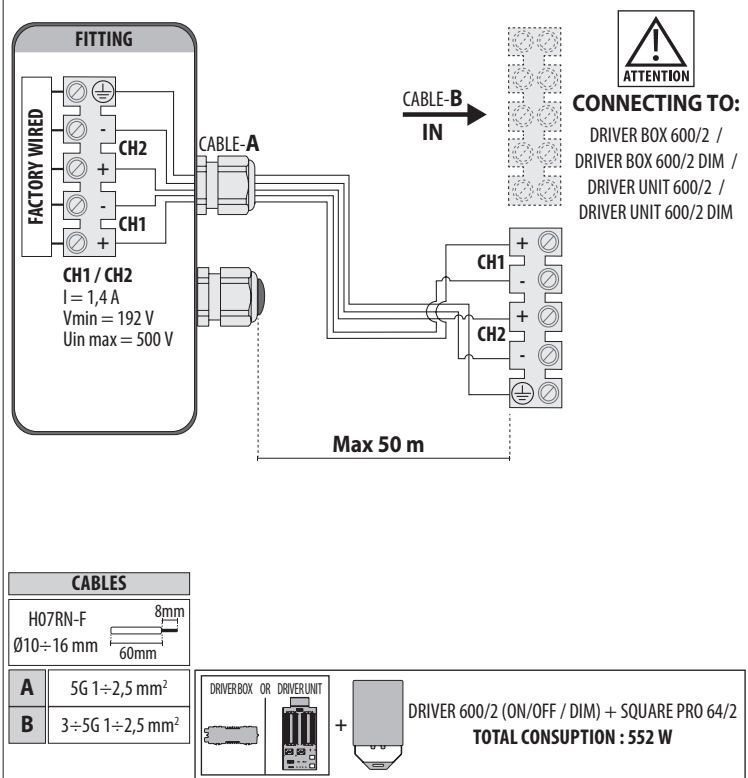 FITTING
FACTORY WIRED
-
CH2
+
-
CH1
+
CH1 / CH2
I = 1,4 A
Vmin = 192 V
Uin max = 500 V
CABLE-A
CABLE-B
IN
ATTENTION
CONNECTING TO:
DRIVER BOX 600/2 /
DRIVER BOX 600/2 DIM /
DRIVER UNIT 600/2 /
DRIVER UNIT 600/2 DIM
+
CH1
-
+
CH2
-
Max 50 m
CABLES
H07RN-F
Ø10÷16 mm
8mm
60mm
A 5G 1÷2,5 mm²
B 3÷5G 1÷2,5 mm²
DRIVER BOX OR DRIVER UNIT
+
DRIVER 600/2 (ON/OFF / DIM) + SQUARE PRO 64/2
TOTAL CONSUPTION : 552 W